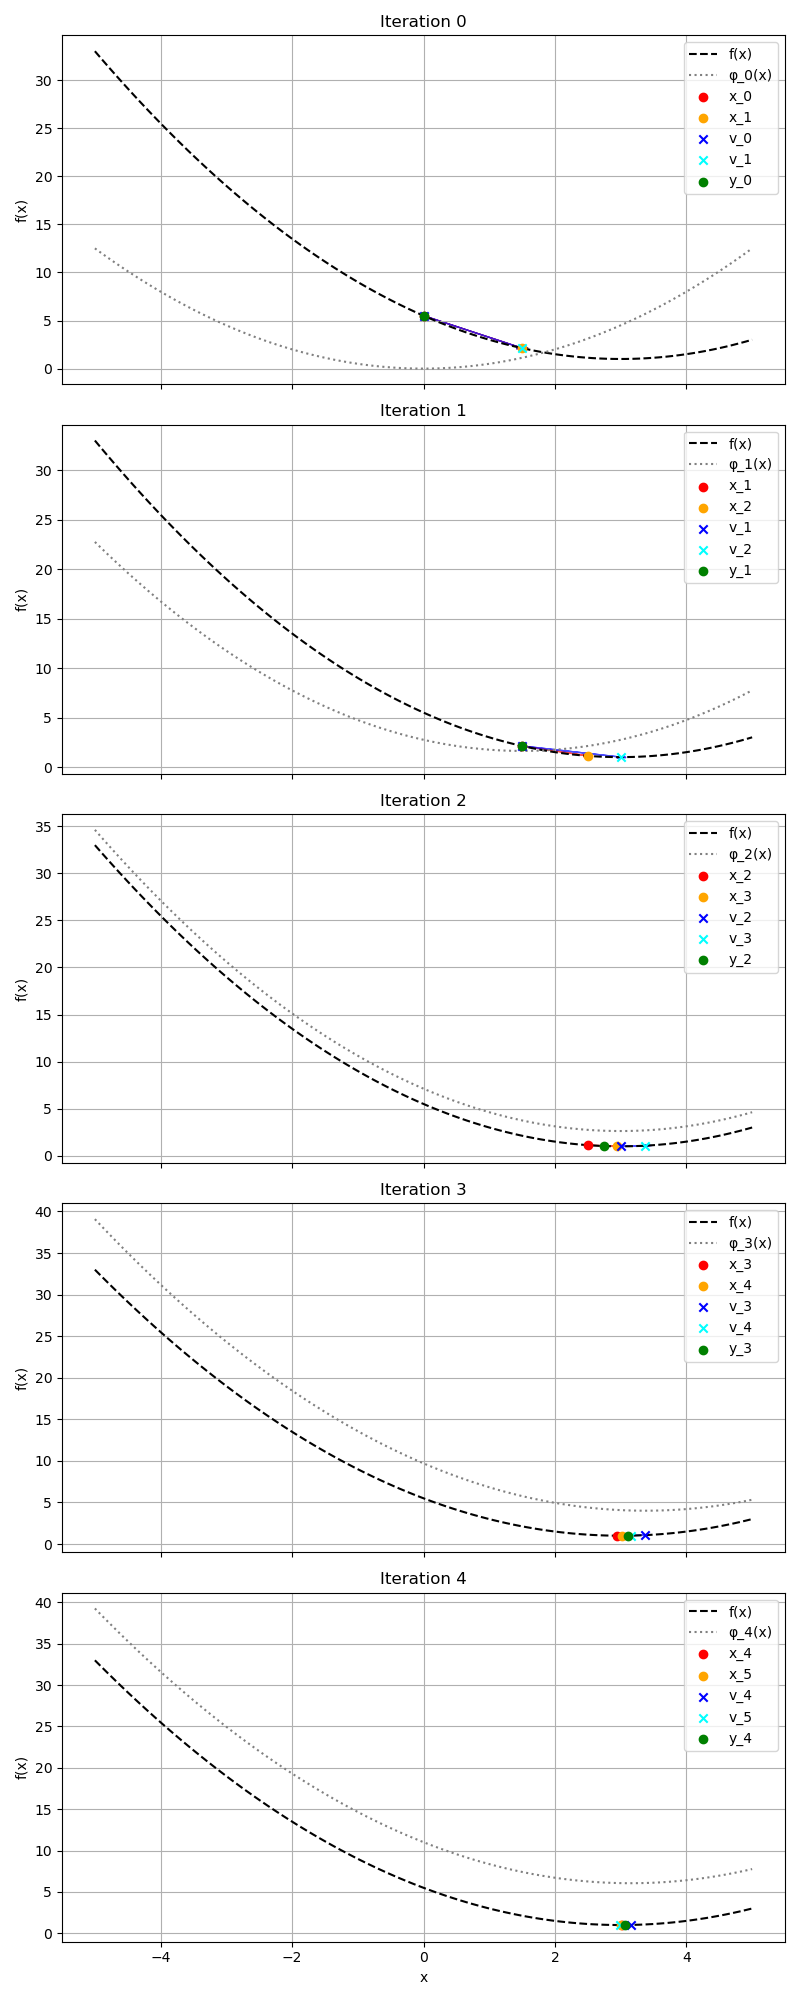 Iteration 0
f(x)
30
25
20
15
10
5
0
f(x)
φ_0(x)
x_0
x_1
v_0
v_1
y_0
Iteration 1
f(x)
30
25
20
15
10
5
0
f(x)
φ_1(x)
x_1
x_2
v_1
v_2
y_1
Iteration 2
f(x)
35
30
25
20
15
10
5
0
f(x)
φ_2(x)
x_2
x_3
v_2
v_3
y_2
Iteration 3
f(x)
40
35
30
25
20
15
10
5
0
f(x)
φ_3(x)
x_3
x_4
v_3
v_4
y_3
Iteration 4
f(x)
40
35
30
25
20
15
10
5
0
f(x)
φ_4(x)
x_4
x_5
v_4
v_5
y_4
−4 −2 0 2 4
x